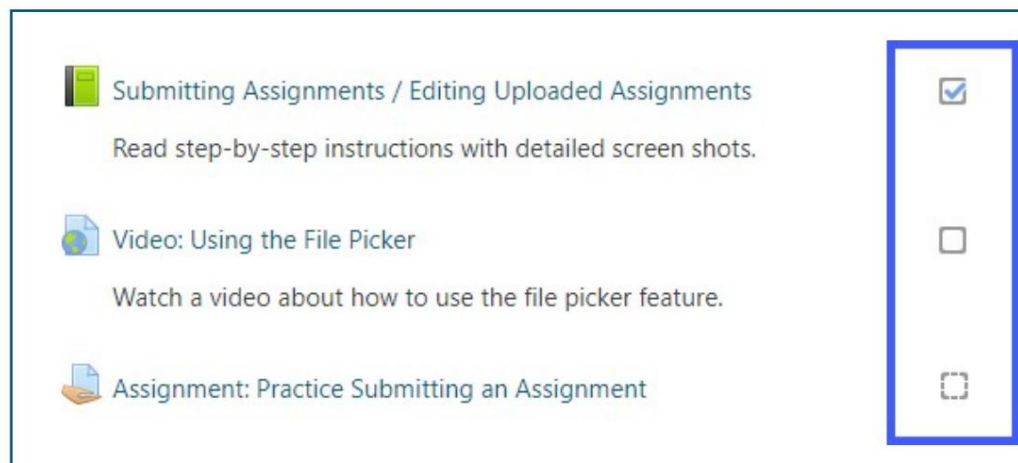 Submitting Assignments / Editing Uploaded Assignments
Read step-by-step instructions with detailed screen shots.
Video: Using the File Picker
Watch a video about how to use the file picker feature.
Assignment: Practice Submitting an Assignment